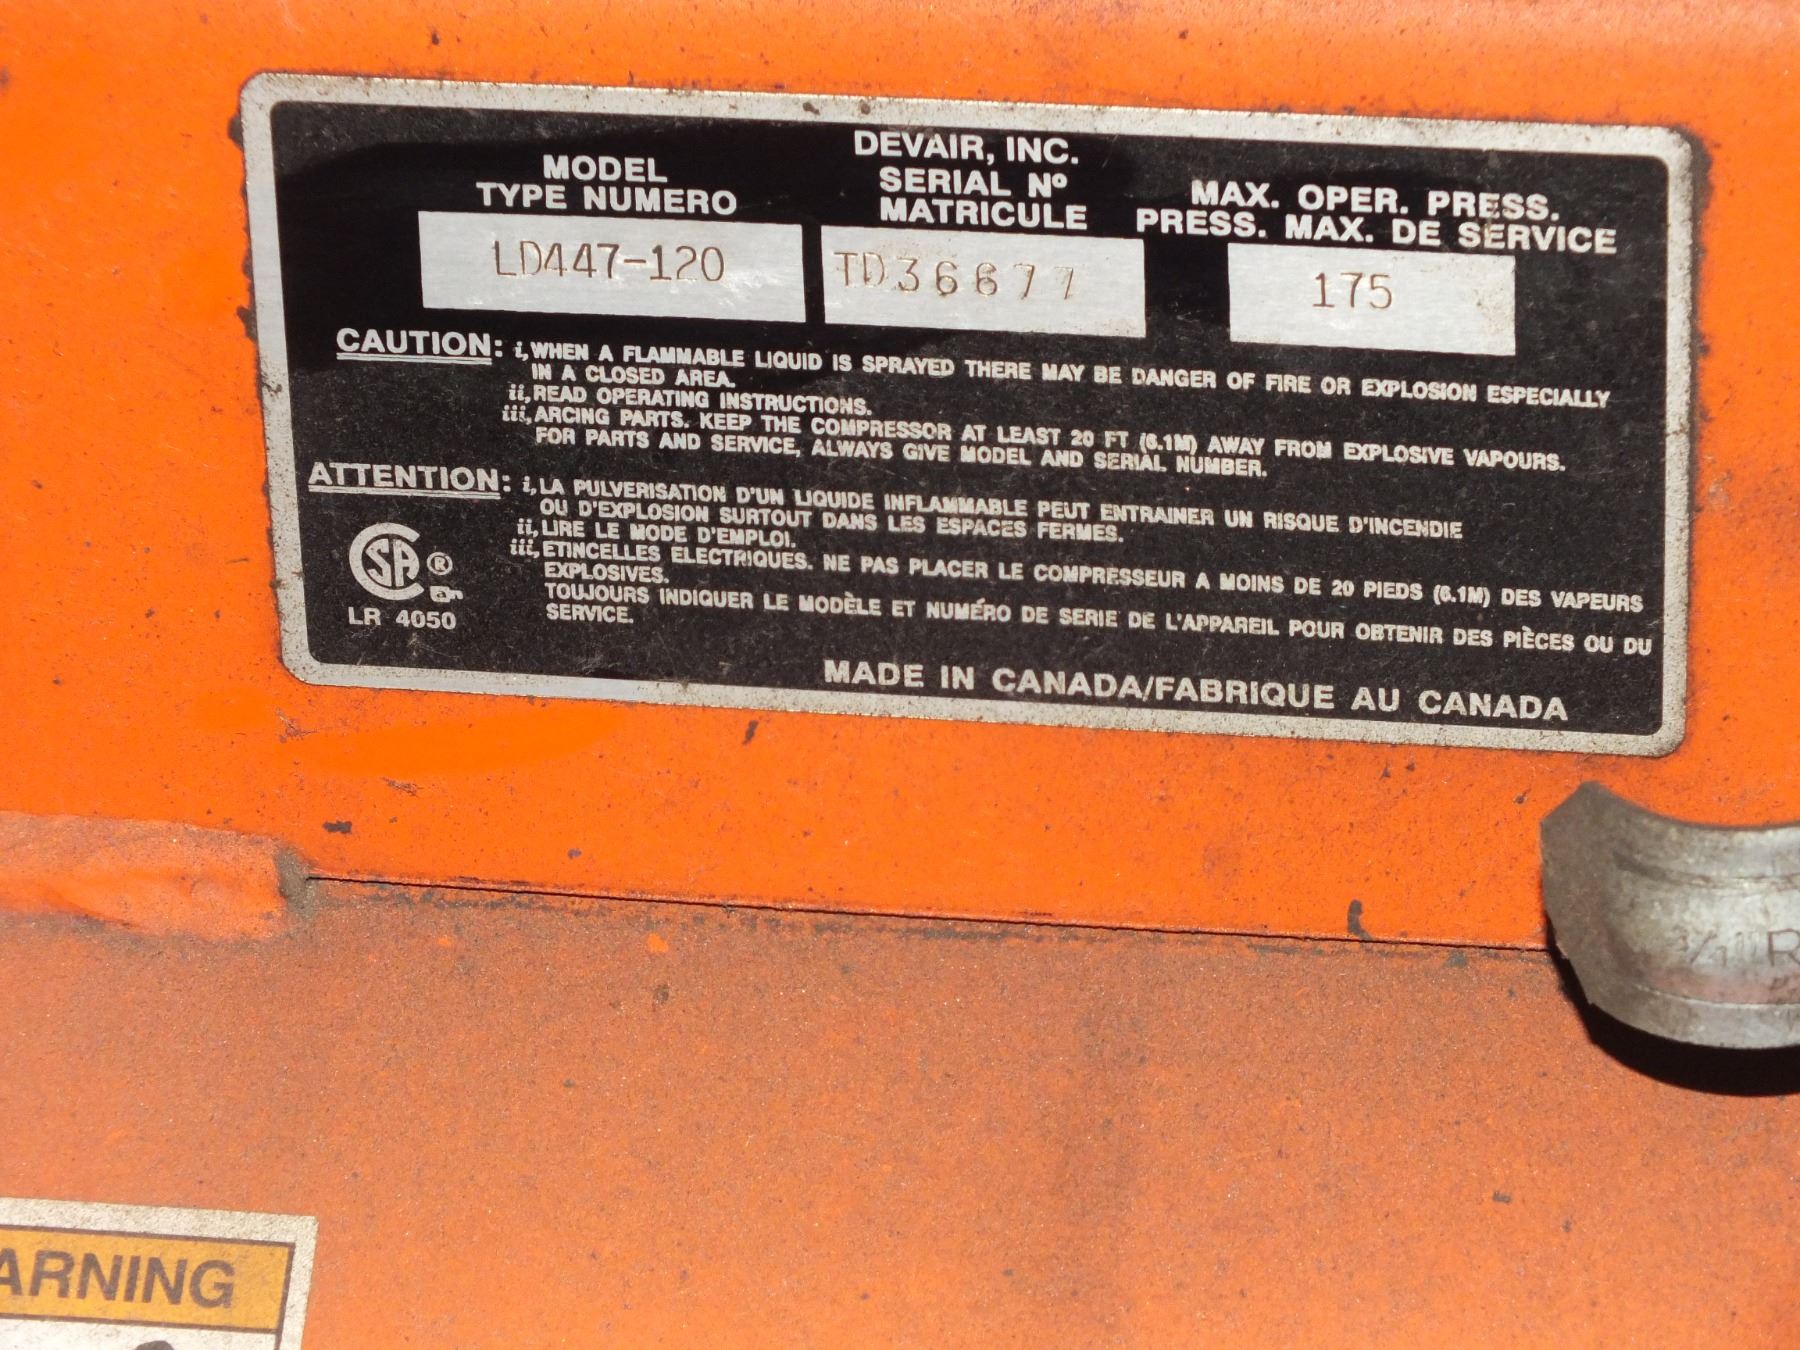 DEVAIR, INC.
MODEL
TYPE NUMERO
LD447-120
SERIAL Nº
MATRICULE
TD36677
MAX. OPER. PRESS.
PRESS. MAX. DE SERVICE
175
CAUTION: i, WHEN A FLAMMABLE LIQUID IS SPRAYED THERE MAY BE DANGER OF FIRE OR EXPLOSION ESPECIALLY
IN A CLOSED AREA.
ii, READ OPERATING INSTRUCTIONS.
iii, ARCING PARTS. KEEP THE COMPRESSOR AT LEAST 20 FT (6.1M) AWAY FROM EXPLOSIVE VAPOURS.
FOR PARTS AND SERVICE, ALWAYS GIVE MODEL AND SERIAL NUMBER.
ATTENTION: i, LA PULVERISATION D'UN LIQUIDE INFLAMMABLE PEUT ENTRAINER UN RISQUE D'INCENDIE
OU D'EXPLOSION SURTOUT DANS LES ESPACES FERMES.
ii, LIRE LE MODE D'EMPLOI.
iii, ETINCELLES ELECTRIQUES. NE PAS PLACER LE COMPRESSEUR A MOINS DE 20 PIEDS (6.1M) DES VAPEURS
EXPLOSIVES.
TOUJOURS INDIQUER LE MODÈLE ET NUMÉRO DE SERIE DE L'APPAREIL POUR OBTENIR DES PIÈCES OU DU
SERVICE.
SA ®
LR 4050
MADE IN CANADA/FABRIQUE AU CANADA
3/4" R
ARNING